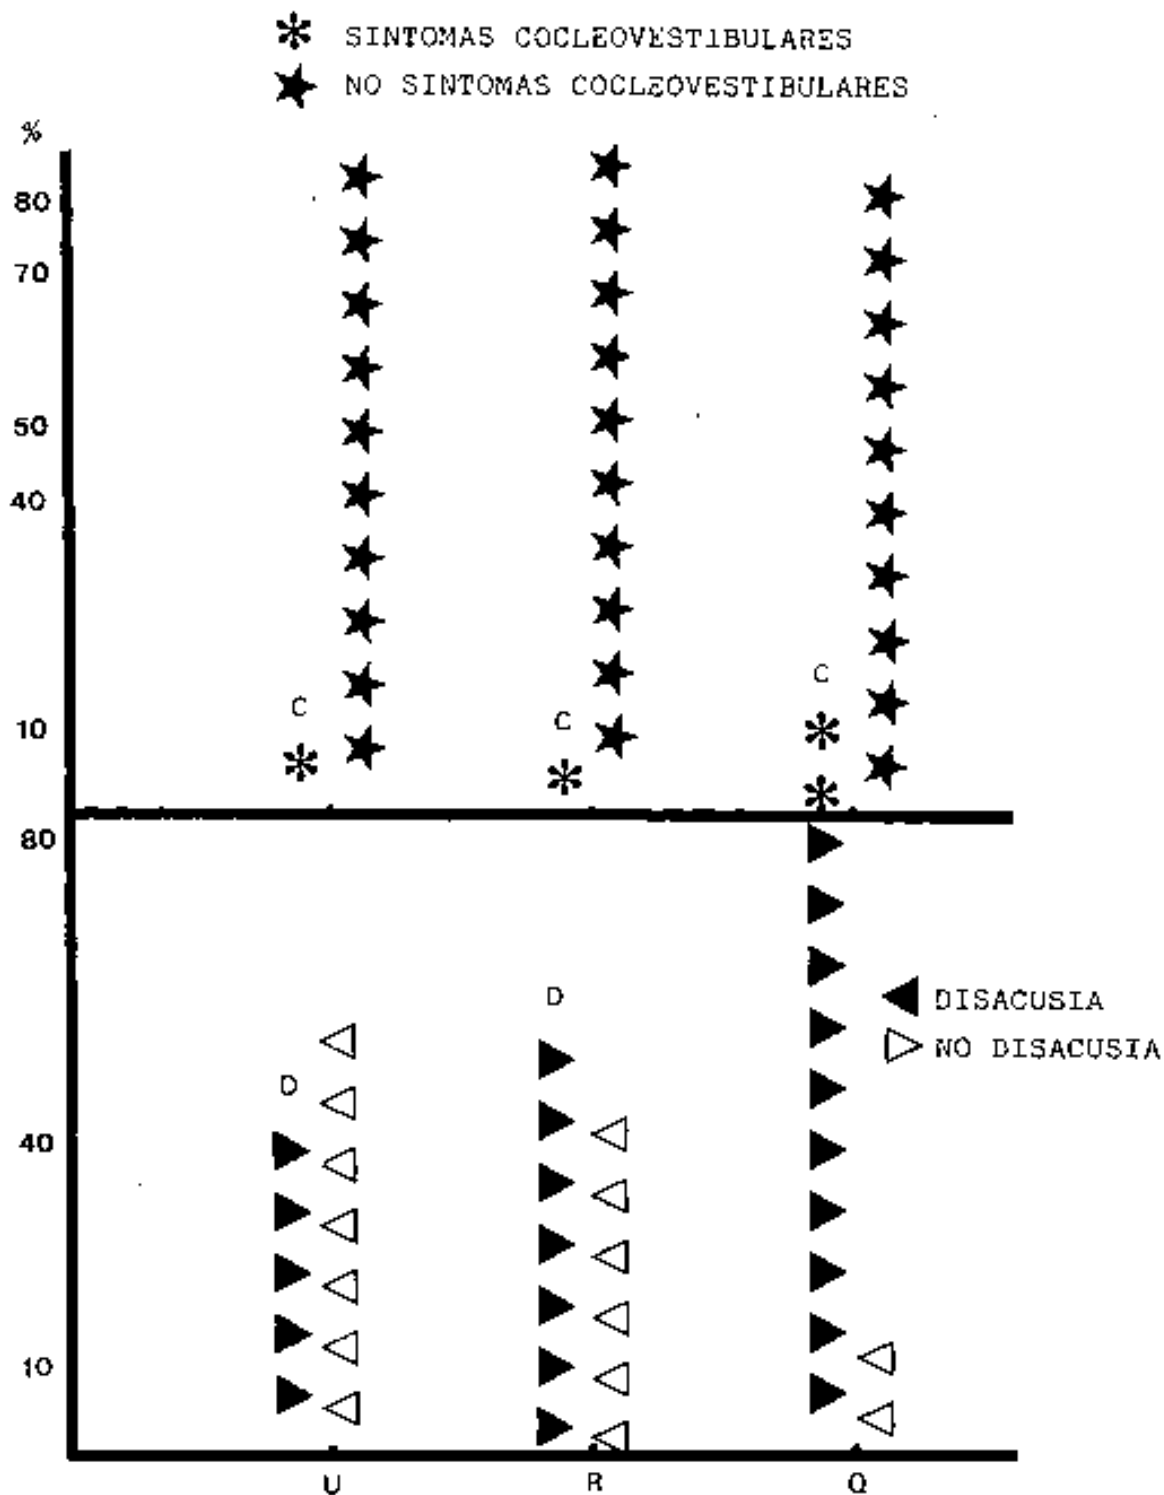 SINTOMAS COCLEOVESTIBULARES
NO SINTOMAS COCLEOVESTIBULARES
%
80
70
50
40
10
C
C
C
80
40
10
D
D
DISACUSIA
NO DISACUSIA
U
R
Q